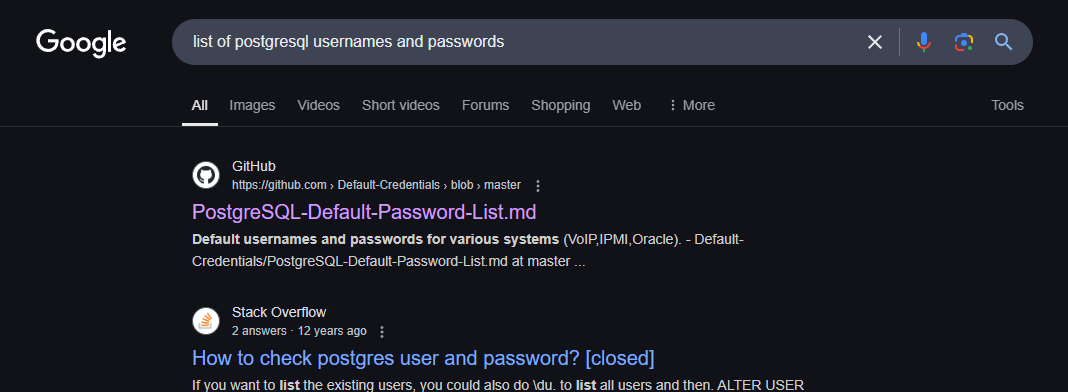 Google
list of postgresql usernames and passwords
All Images Videos Short videos Forums Shopping Web More Tools
GitHub
https://github.com › Default-Credentials › blob › master
PostgreSQL-Default-Password-List.md
Default usernames and passwords for various systems (VoIP,IPMI,Oracle). - Default-
Credentials/PostgreSQL-Default-Password-List.md at master ...
Stack Overflow
2 answers · 12 years ago
How to check postgres user and password? [closed]
If you want to list the existing users, you could also do \du. to list all users and then. ALTER USER